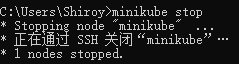 C:\Users\Shiroy>minikube stop
* Stopping node "minikube" ...
* 正在通过 SSH 关闭“minikube”…
* 1 nodes stopped.